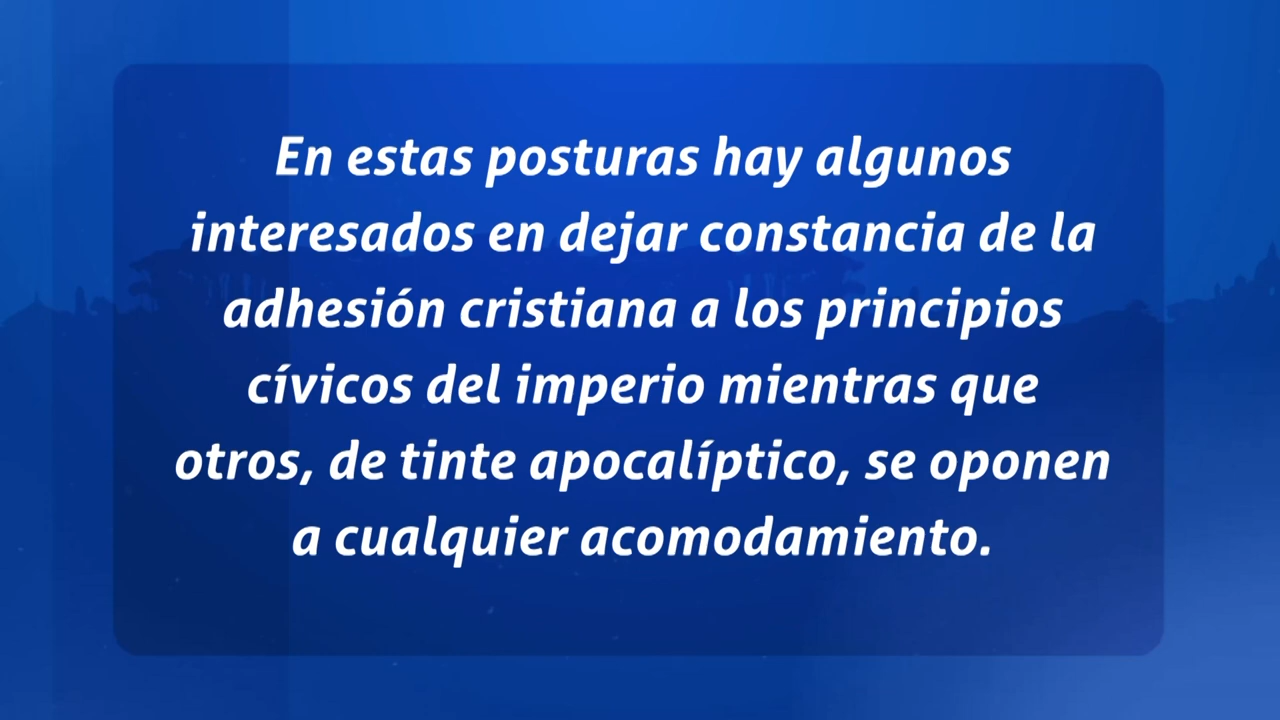 En estas posturas hay algunos
interesados en dejar constancia de la
adhesión cristiana a los principios
cívicos del imperio mientras que
otros, de tinte apocalíptico, se oponen
a cualquier acomodamiento.